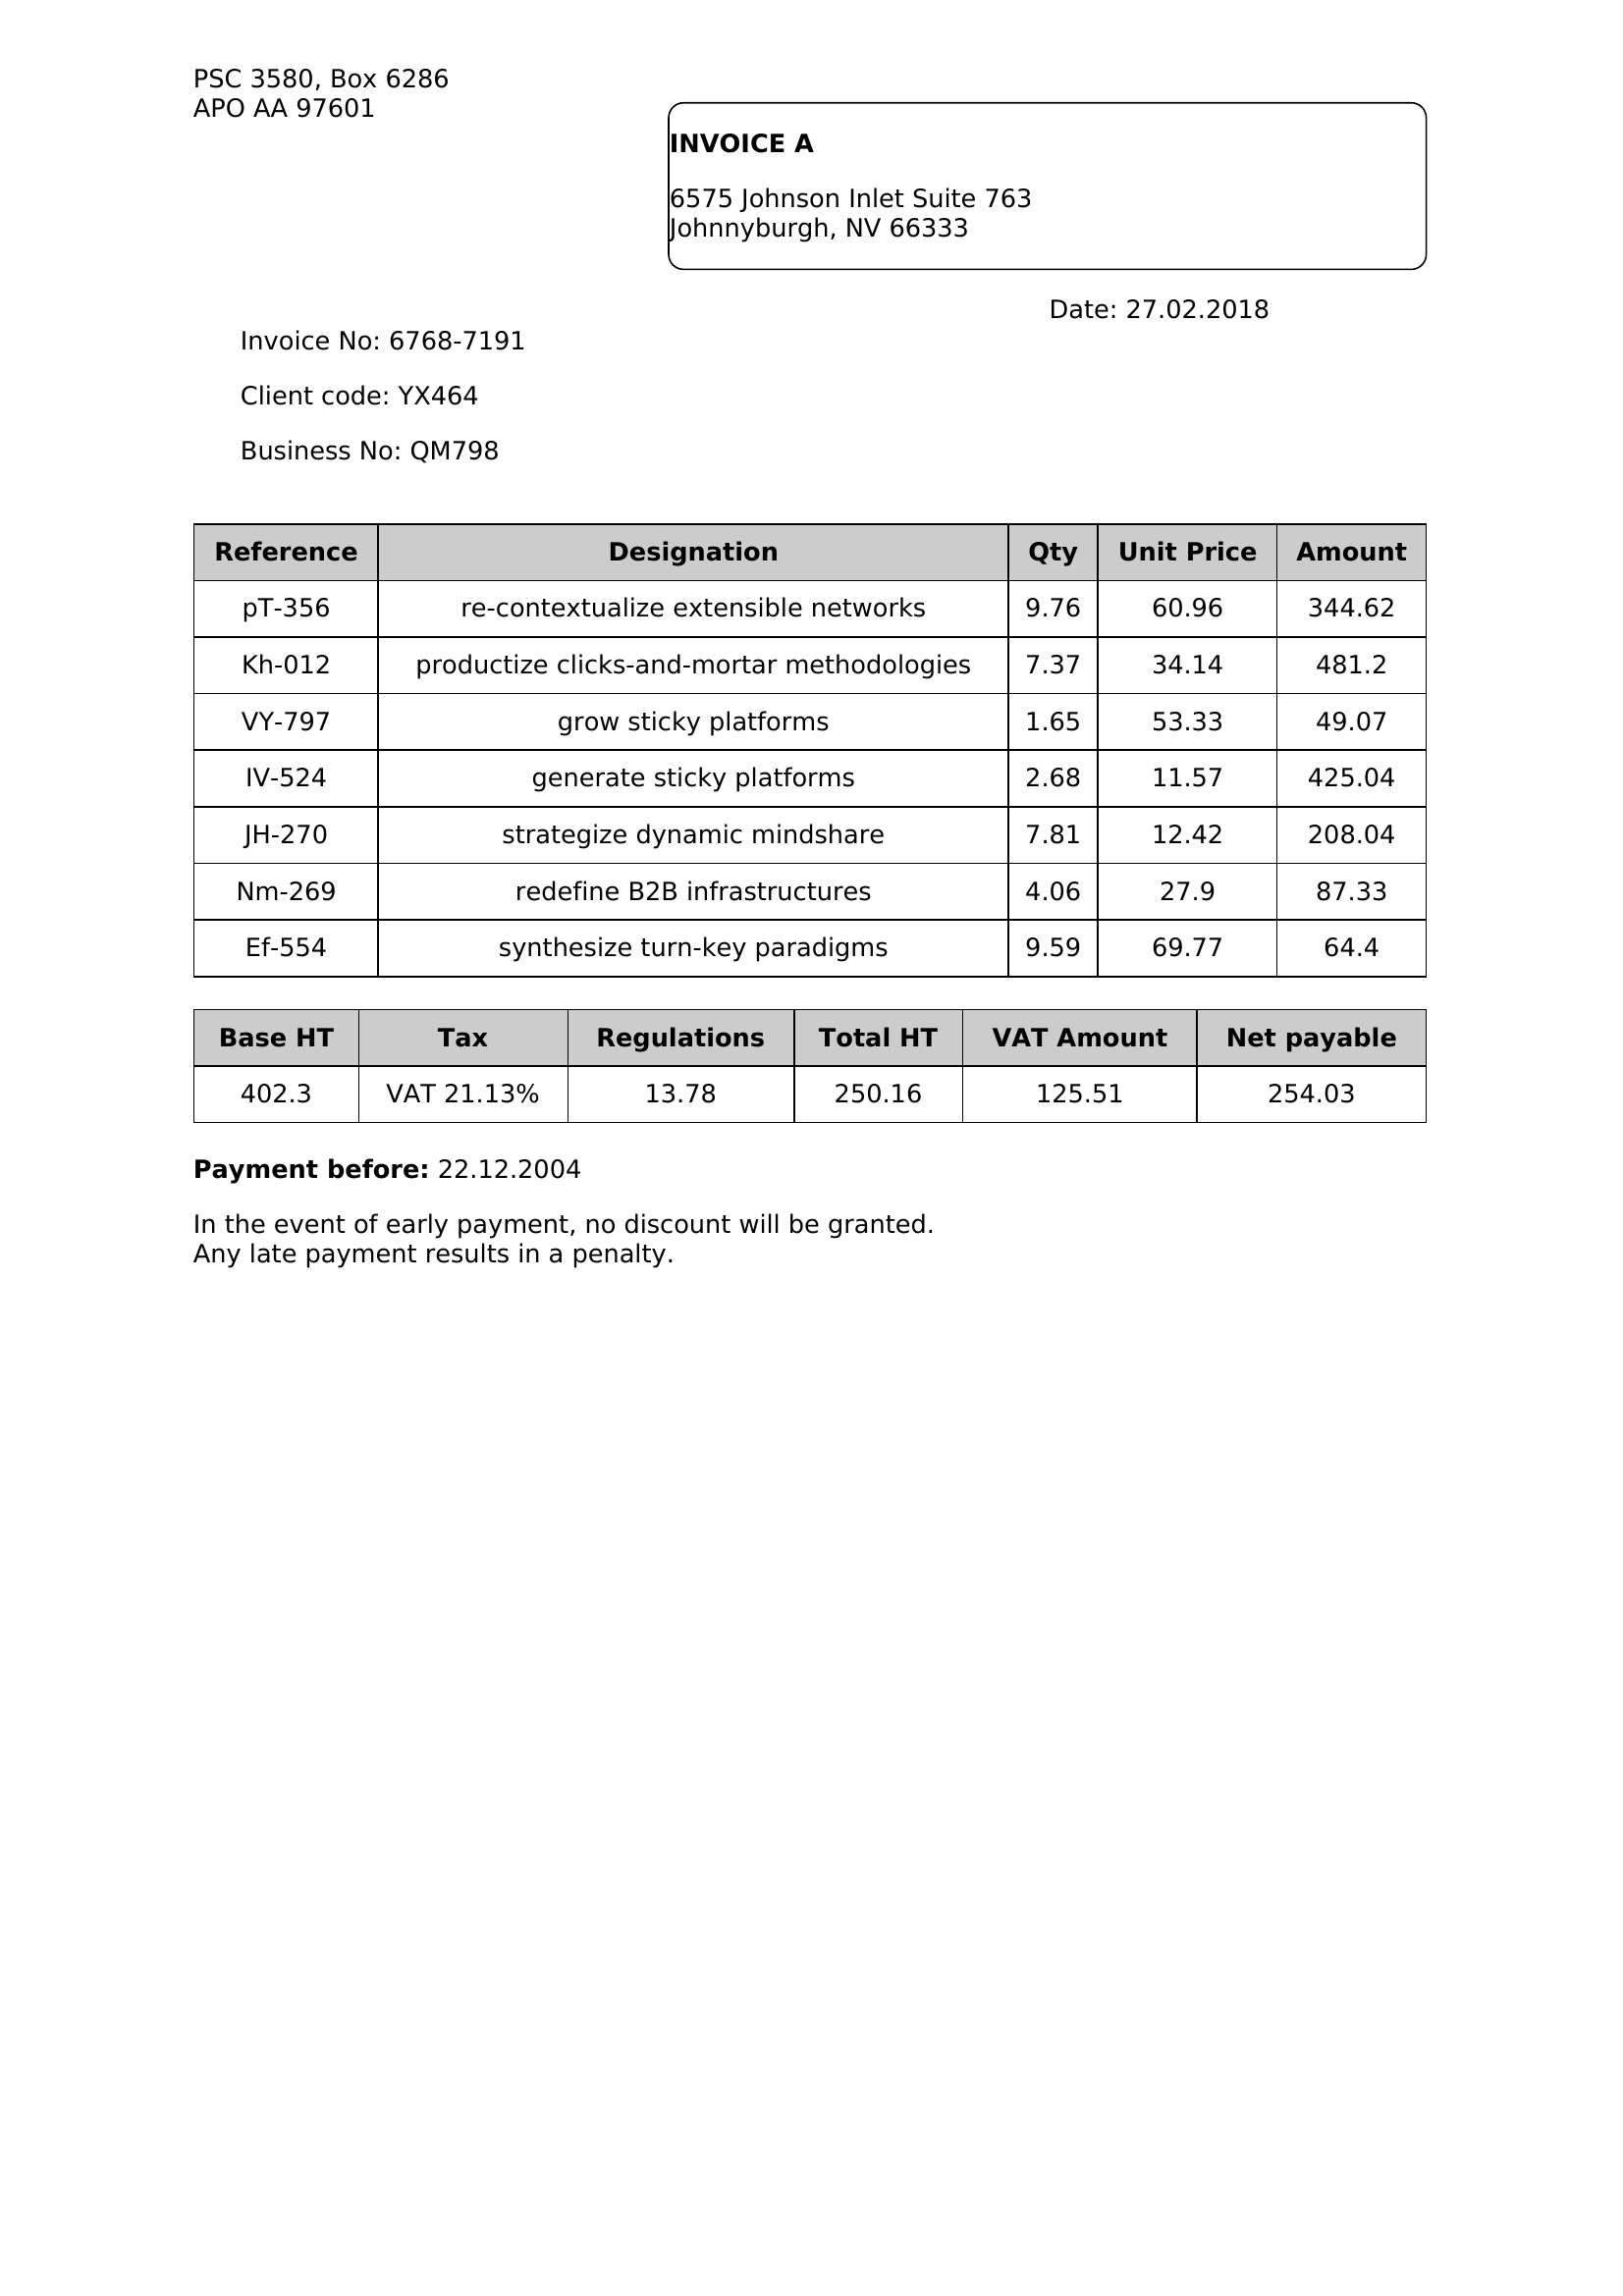 PSC 3580, Box 6286
APO AA 97601
INVOICE A
6575 Johnson Inlet Suite 763
Johnnyburgh, NV 66333
Date: 27.02.2018
Invoice No: 6768-7191
Client code: YX464
Business No: QM798
Reference Designation Qty Unit Price Amount
pT-356 re-contextualize extensible networks 9.76 60.96 344.62
Kh-012 productize clicks-and-mortar methodologies 7.37 34.14 481.2
VY-797 grow sticky platforms 1.65 53.33 49.07
IV-524 generate sticky platforms 2.68 11.57 425.04
JH-270 strategize dynamic mindshare 7.81 12.42 208.04
Nm-269 redefine B2B infrastructures 4.06 27.9 87.33
Ef-554 synthesize turn-key paradigms 9.59 69.77 64.4
Base HT Tax Regulations Total HT VAT Amount Net payable
402.3 VAT 21.13% 13.78 250.16 125.51 254.03
Payment before: 22.12.2004
In the event of early payment, no discount will be granted.
Any late payment results in a penalty.